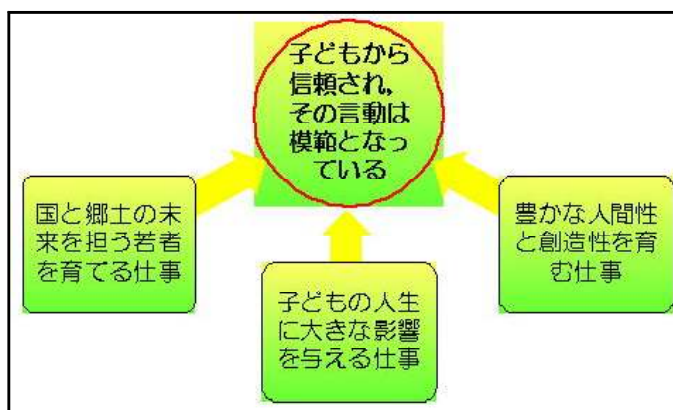 子どもから
信頼され,
その言動は
模範となっ
ている
国と郷土の未
来を担う若者
を育てる仕事
子どもの人生
に大きな影響
を与える仕事
豊かな人間性
と創造性を育
む仕事